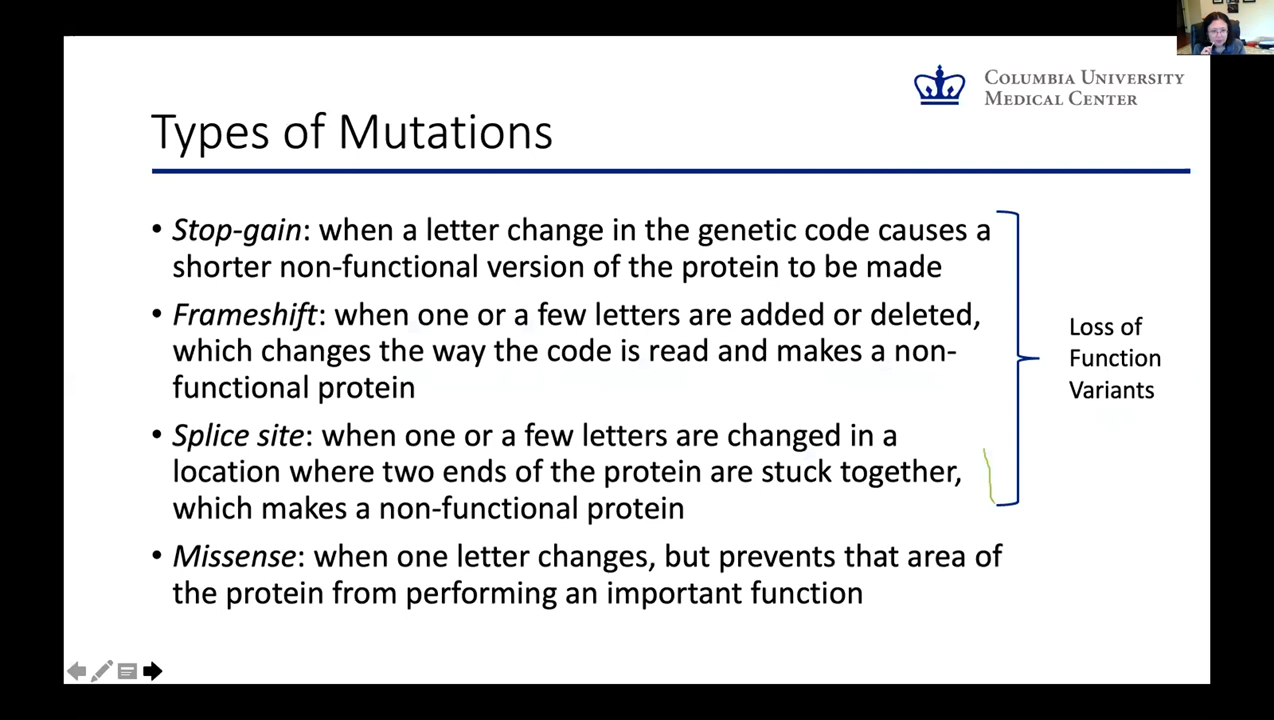 COLUMBIA UNIVERSITY
MEDICAL CENTER
Types of Mutations
• Stop-gain: when a letter change in the genetic code causes a
shorter non-functional version of the protein to be made
• Frameshift: when one or a few letters are added or deleted,
which changes the way the code is read and makes a non-
functional protein
• Splice site: when one or a few letters are changed in a
location where two ends of the protein are stuck together,
which makes a non-functional protein
• Missense: when one letter changes, but prevents that area of
the protein from performing an important function
Loss of
Function
Variants